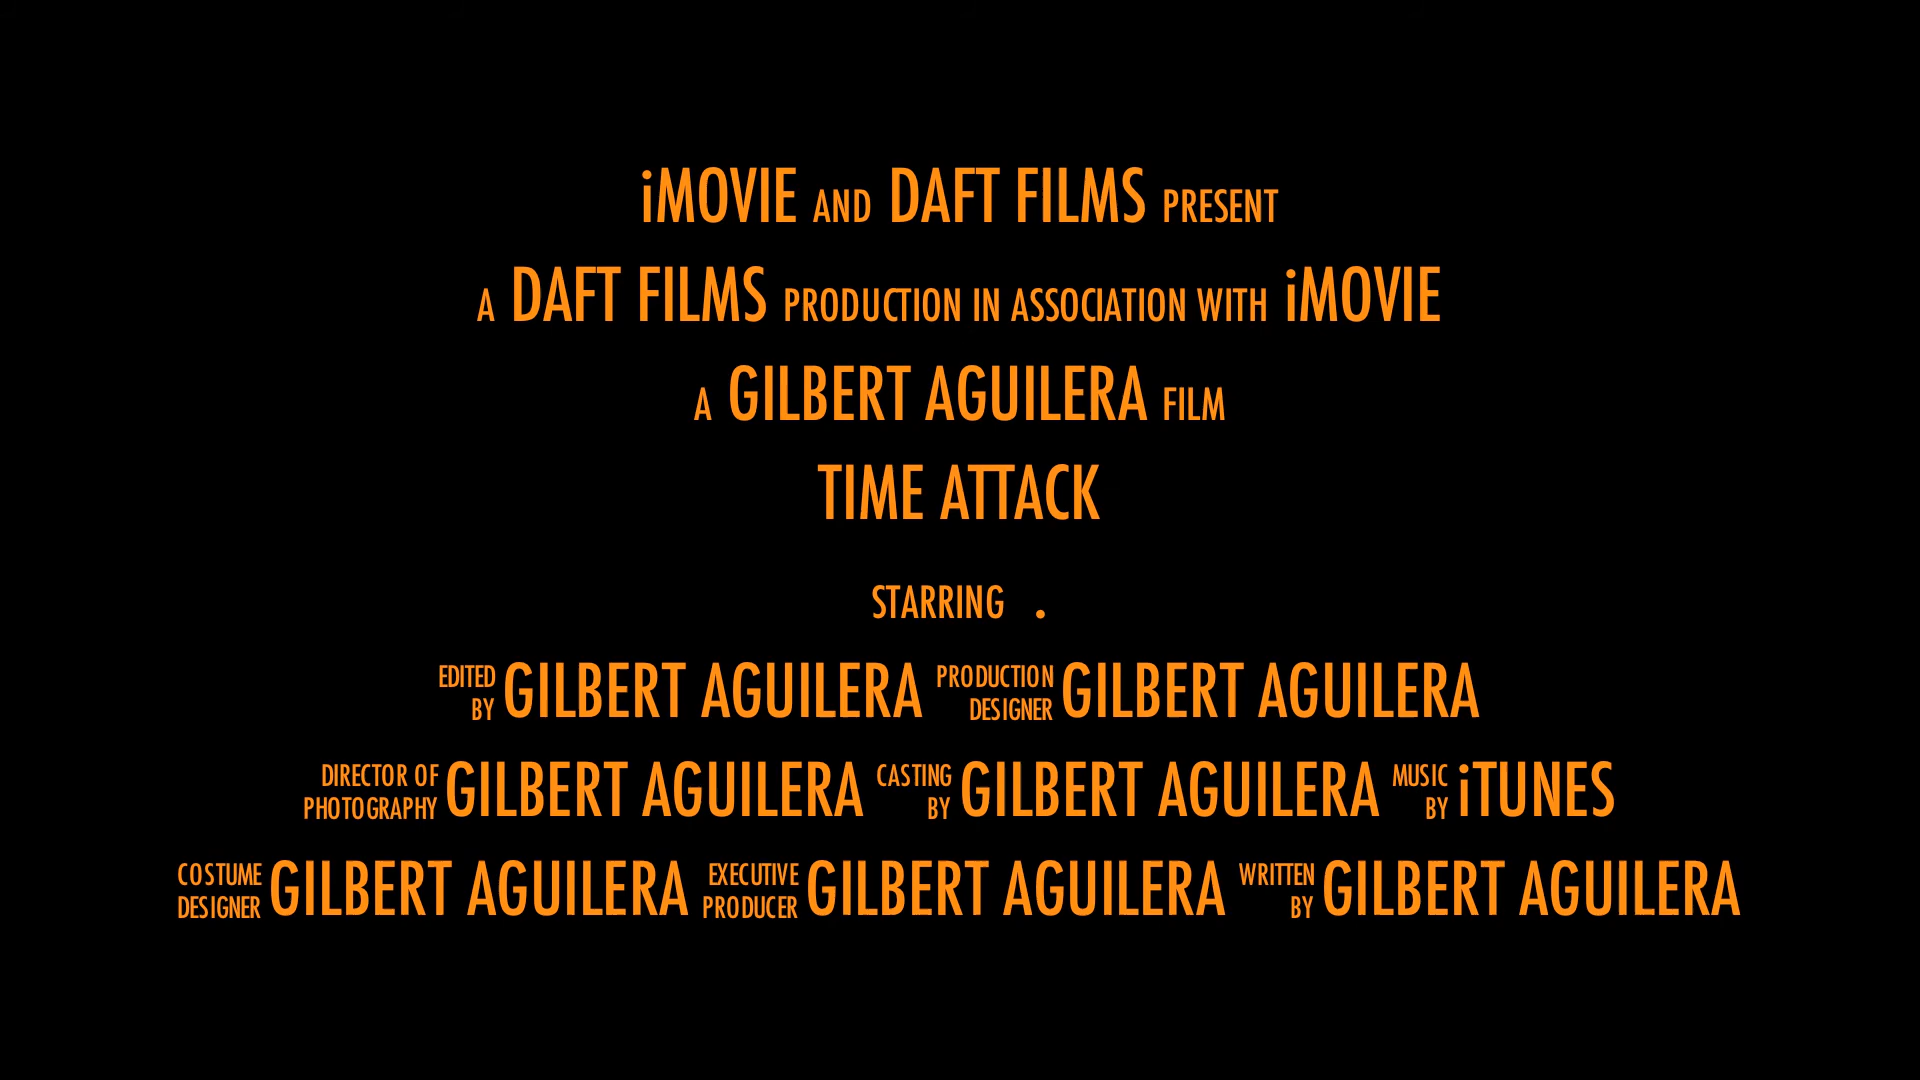 iMOVIE AND DAFT FILMS PRESENT
A DAFT FILMS PRODUCTION IN ASSOCIATION WITH iMOVIE
A GILBERT AGUILERA FILM
TIME ATTACK
STARRING .
EDITED BY GILBERT AGUILERA PRODUCTION DESIGNER GILBERT AGUILERA
DIRECTOR OF PHOTOGRAPHY GILBERT AGUILERA CASTING BY GILBERT AGUILERA MUSIC BY iTUNES
COSTUME DESIGNER GILBERT AGUILERA EXECUTIVE PRODUCER GILBERT AGUILERA WRITTEN BY GILBERT AGUILERA